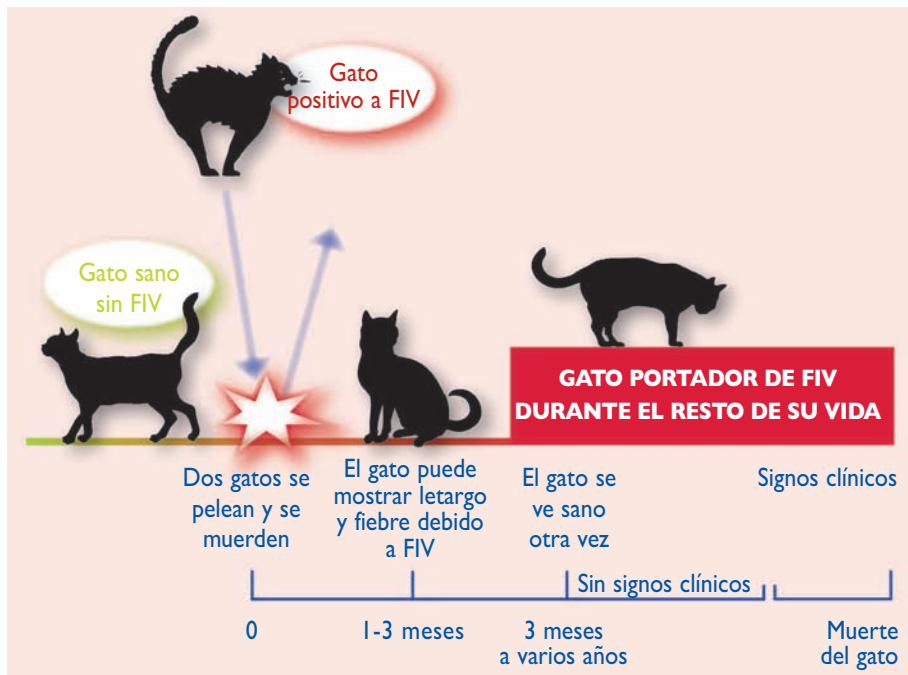 Gato
positivo a FIV
Gato sano
sin FIV
GATO PORTADOR DE FIV
DURANTE EL RESTO DE SU VIDA
Dos gatos se
pelean y se
muerden
El gato puede
mostrar letargo
y fiebre debido
a FIV
El gato se
ve sano
otra vez
Signos clínicos
Sin signos clínicos
0
1-3 meses
3 meses
a varios años
Muerte
del gato